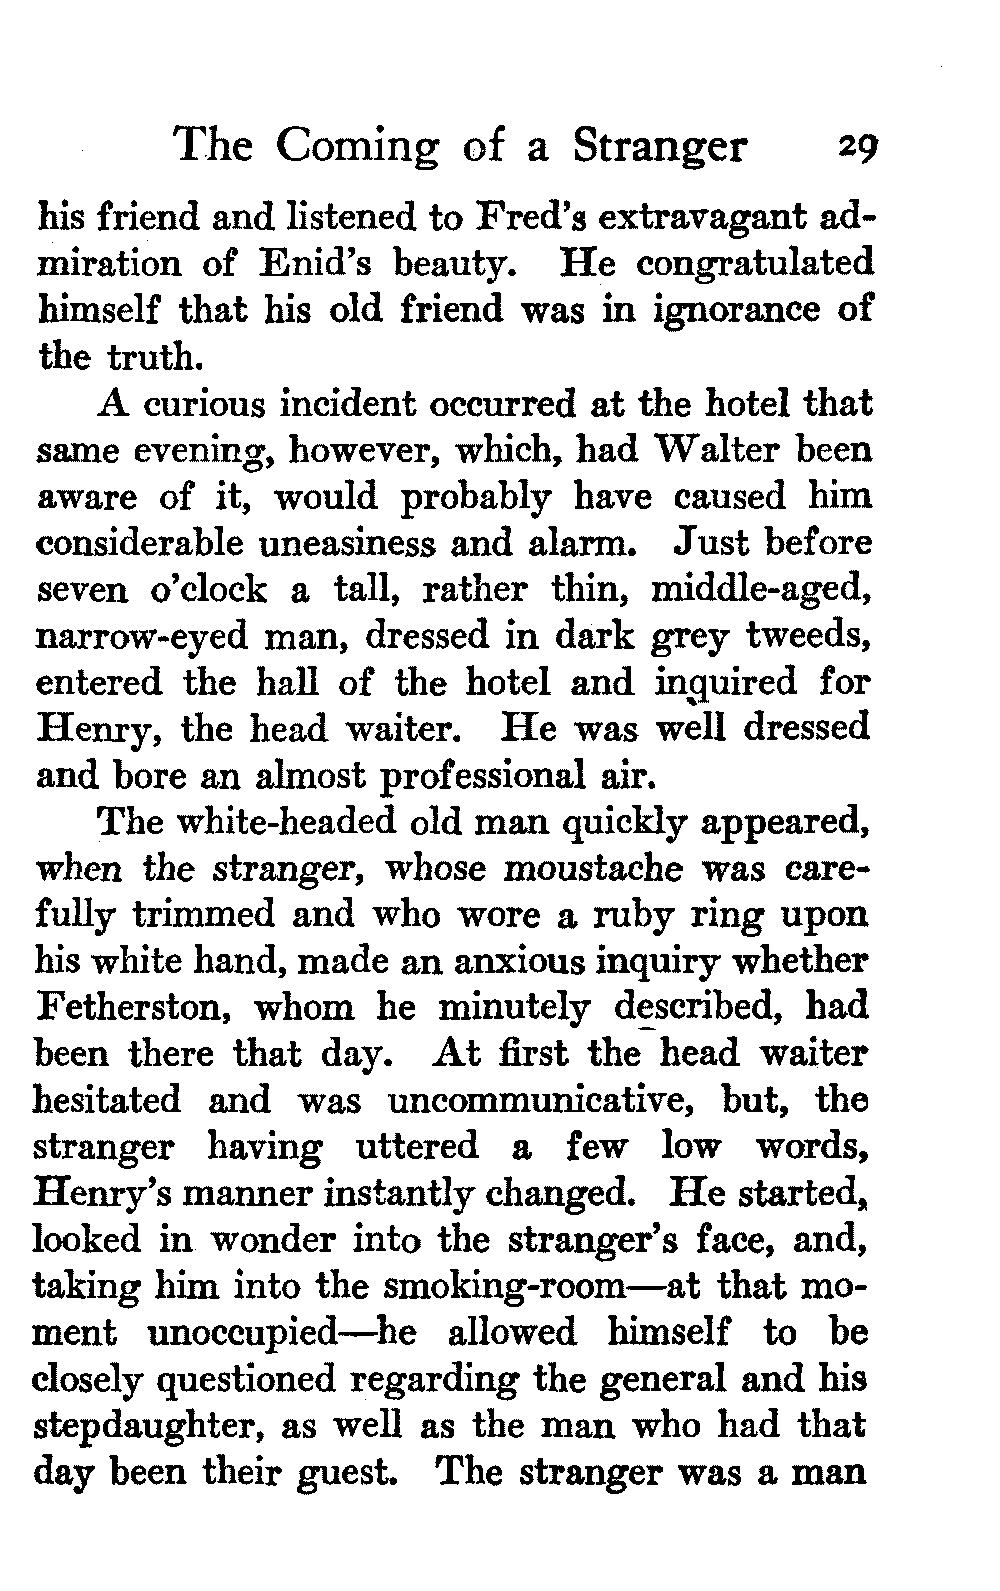 The Coming of a Stranger 29
his friend and listened to Fred's extravagant ad-
miration of Enid's beauty. He congratulated
himself that his old friend was in ignorance of
the truth.
A curious incident occurred at the hotel that
same evening, however, which, had Walter been
aware of it, would probably have caused him
considerable uneasiness and alarm. Just before
seven o'clock a tall, rather thin, middle-aged,
narrow-eyed man, dressed in dark grey tweeds,
entered the hall of the hotel and inquired for
Henry, the head waiter. He was well dressed
and bore an almost professional air.
The white-headed old man quickly appeared,
when the stranger, whose moustache was care-
fully trimmed and who wore a ruby ring upon
his white hand, made an anxious inquiry whether
Fetherston, whom he minutely described, had
been there that day. At first the head waiter
hesitated and was uncommunicative, but, the
stranger having uttered a few low words,
Henry's manner instantly changed. He started,
looked in wonder into the stranger's face, and,
taking him into the smoking-room—at that mo-
ment unoccupied—he allowed himself to be
closely questioned regarding the general and his
stepdaughter, as well as the man who had that
day been their guest. The stranger was a man